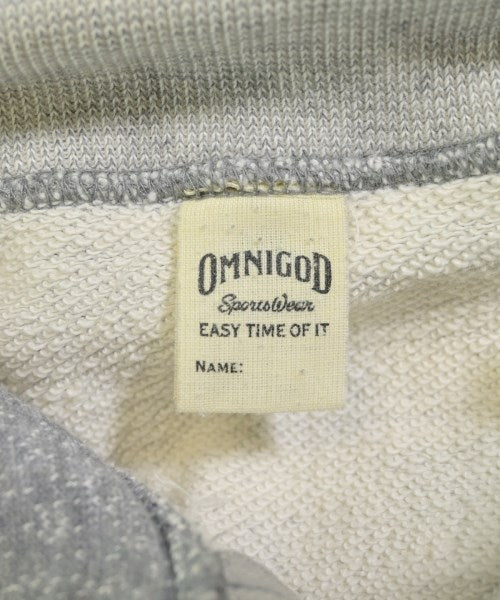 OMNIGOD
SportsWear
EASY TIME OF IT
NAME: